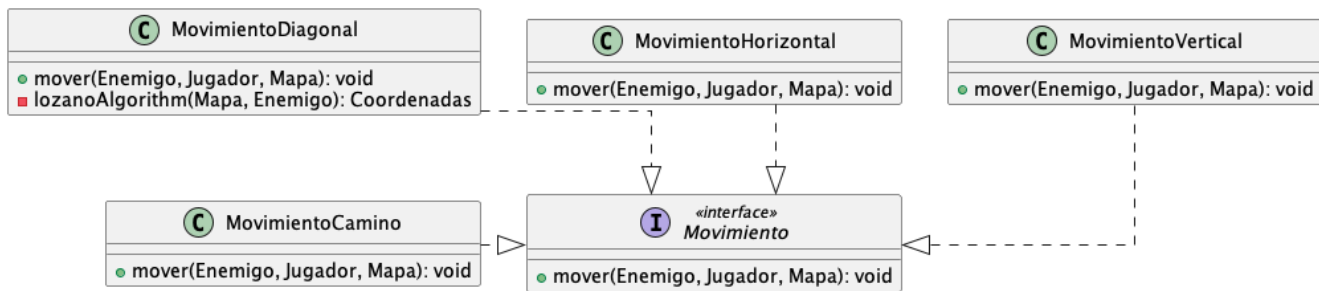 C MovimientoDiagonal
mover(Enemigo, Jugador, Mapa): void
lozanoAlgorithm(Mapa, Enemigo): Coordenadas
C MovimientoHorizontal
mover(Enemigo, Jugador, Mapa): void
C MovimientoVertical
mover(Enemigo, Jugador, Mapa): void
C MovimientoCamino
mover(Enemigo, Jugador, Mapa): void
«interface»
I Movimiento
mover(Enemigo, Jugador, Mapa): void